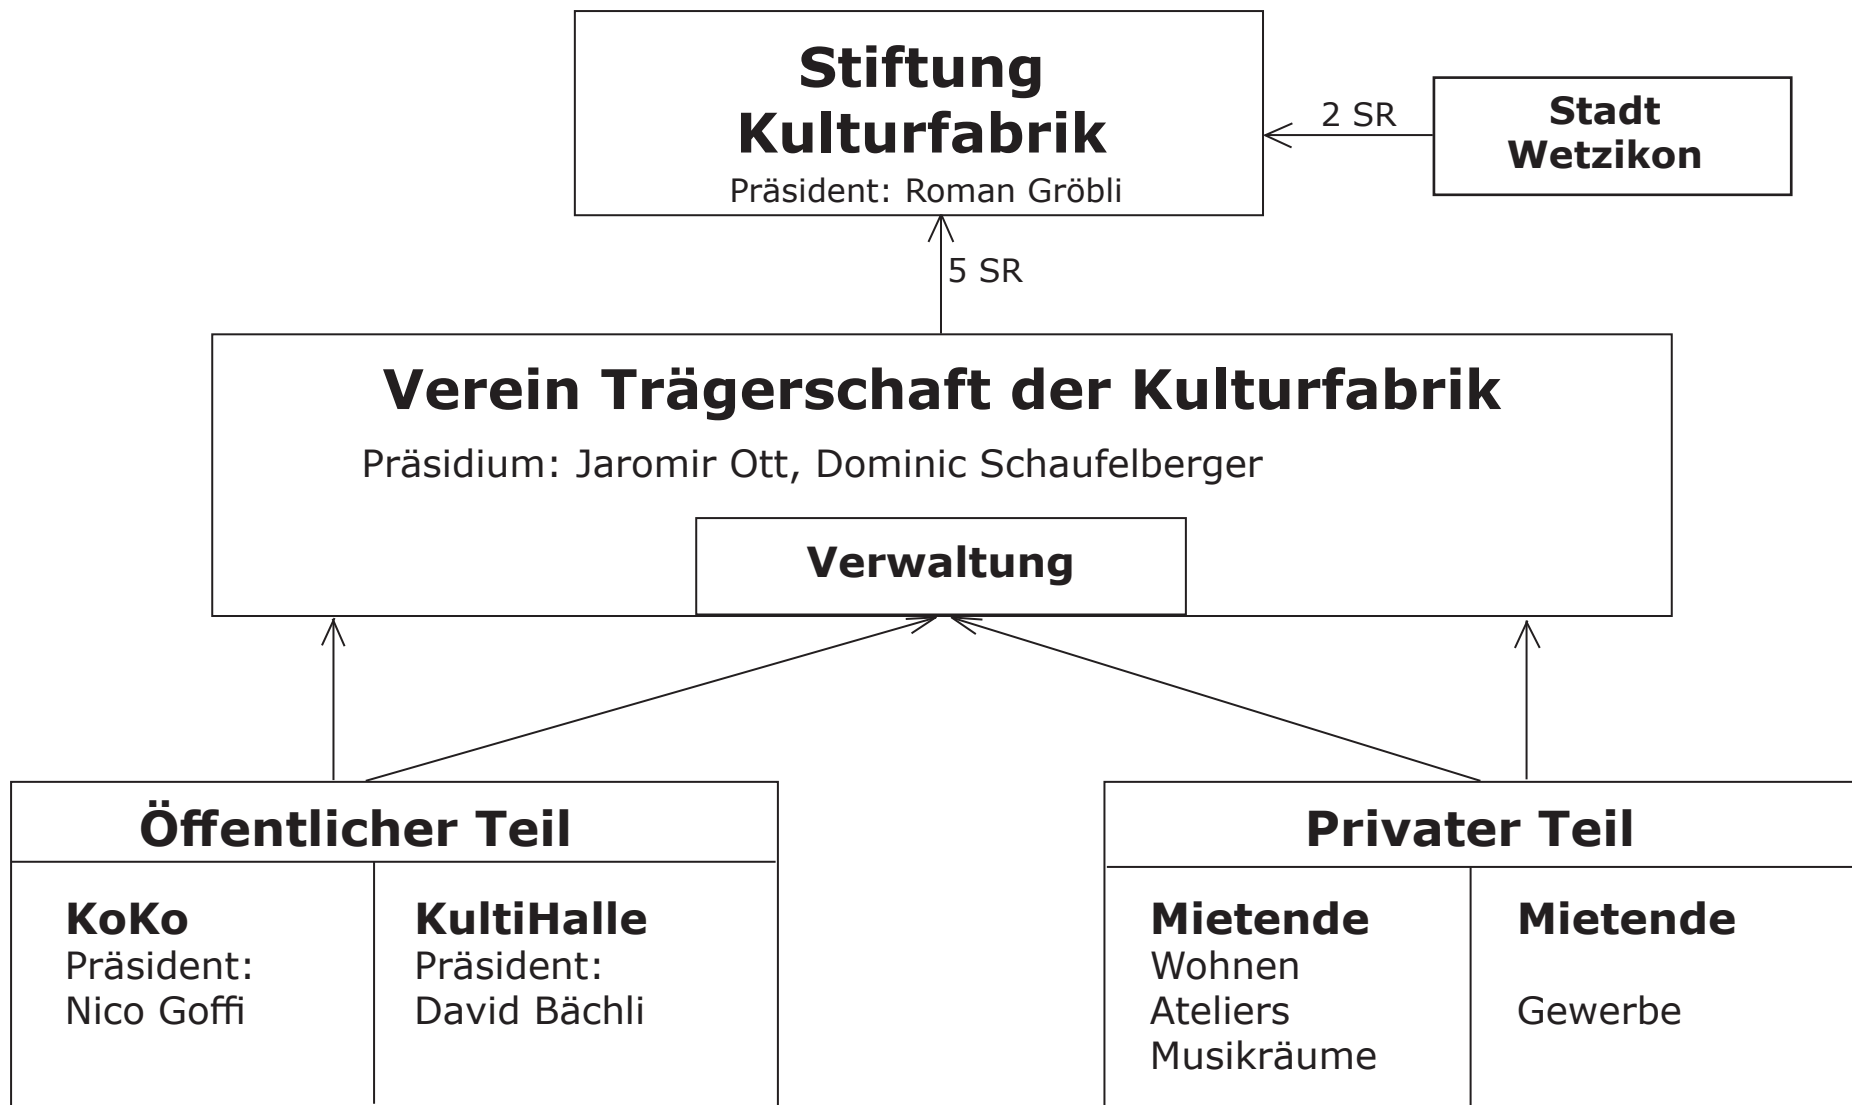 Stiftung
Kulturfabrik
Präsident: Roman Gröbli
2 SR
Stadt
Wetzikon
5 SR
Verein Trägerschaft der Kulturfabrik
Präsidium: Jaromir Ott, Dominic Schaufelberger
Verwaltung
Öffentlicher Teil
KoKo
Präsident:
Nico Goffi
KultiHalle
Präsident:
David Bächli
Privater Teil
Mietende
Wohnen
Ateliers
Musikräume
Mietende
Gewerbe